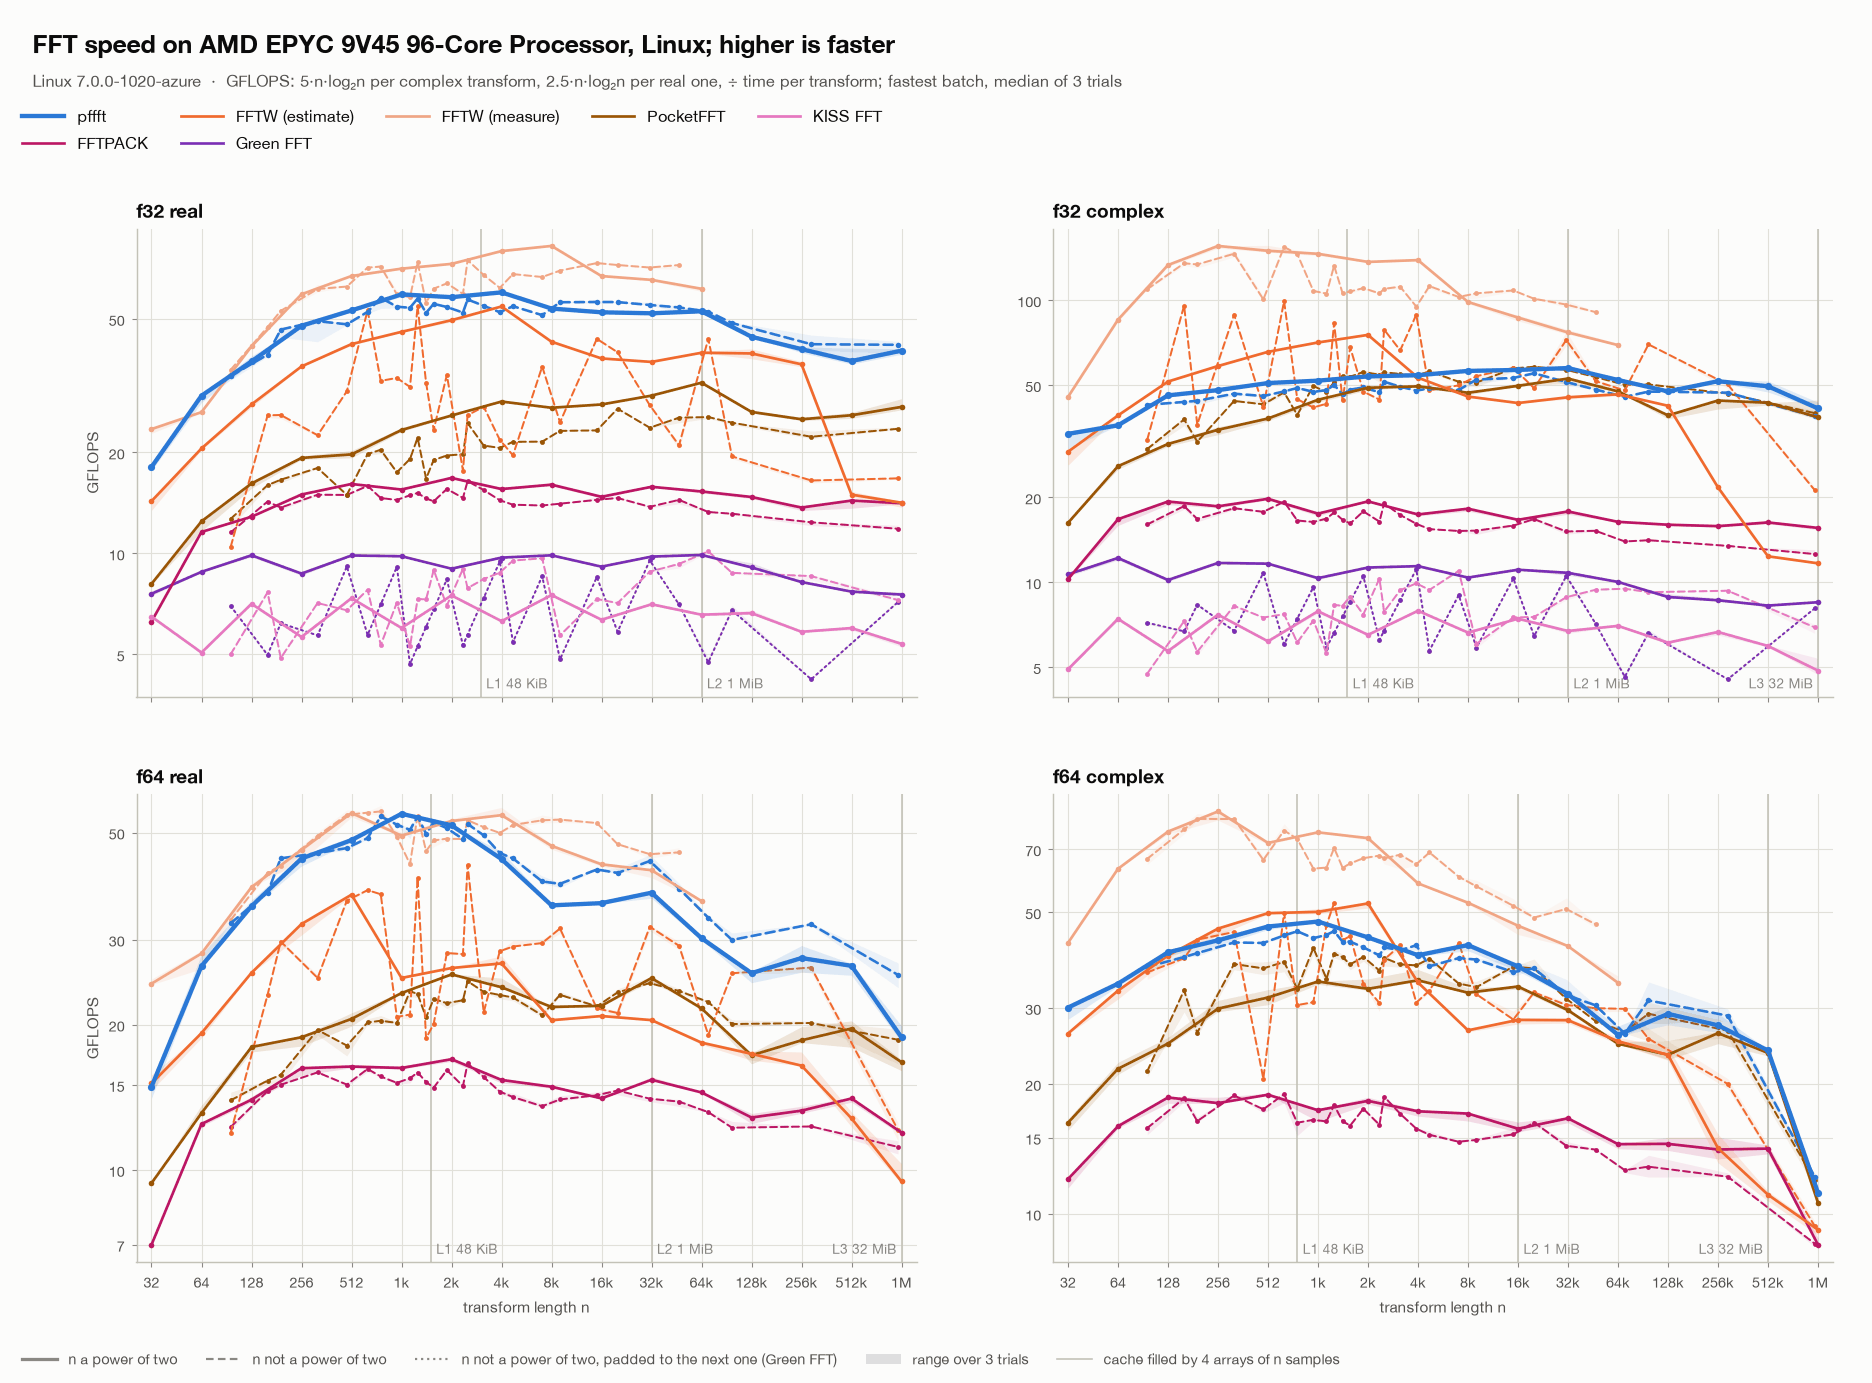 FFT speed on AMD EPYC 9V45 96-Core Processor, Linux; higher is faster
Linux 7.0.0-1020-azure · GFLOPS: 5·n·log₂n per complex transform, 2.5·n·log₂n per real one, ÷ time per transform; fastest batch, median of 3 trials
pffft FFTW (estimate) FFTW (measure) PocketFFT KISS FFT
FFTPACK Green FFT
f32 real
50
20
10
5
GFLOPS
L1 48 KiB
L2 1 MiB
f32 complex
100
50
20
10
5
L1 48 KiB
L2 1 MiB
L3 32 MiB
f64 real
50
30
20
15
10
7
GFLOPS
L1 48 KiB
L2 1 MiB
L3 32 MiB
32 64 128 256 512 1k 2k 4k 8k 16k 32k 64k 128k 256k 512k 1M
transform length n
f64 complex
70
50
30
20
15
10
L1 48 KiB
L2 1 MiB
L3 32 MiB
32 64 128 256 512 1k 2k 4k 8k 16k 32k 64k 128k 256k 512k 1M
transform length n
n a power of two n not a power of two n not a power of two, padded to the next one (Green FFT) range over 3 trials cache filled by 4 arrays of n samples